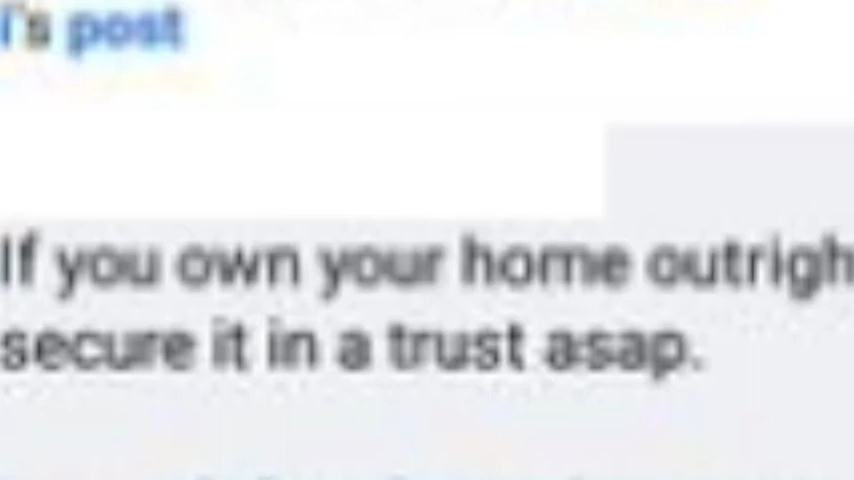 's post
If you own your home outrigh
secure it in a trust asap.